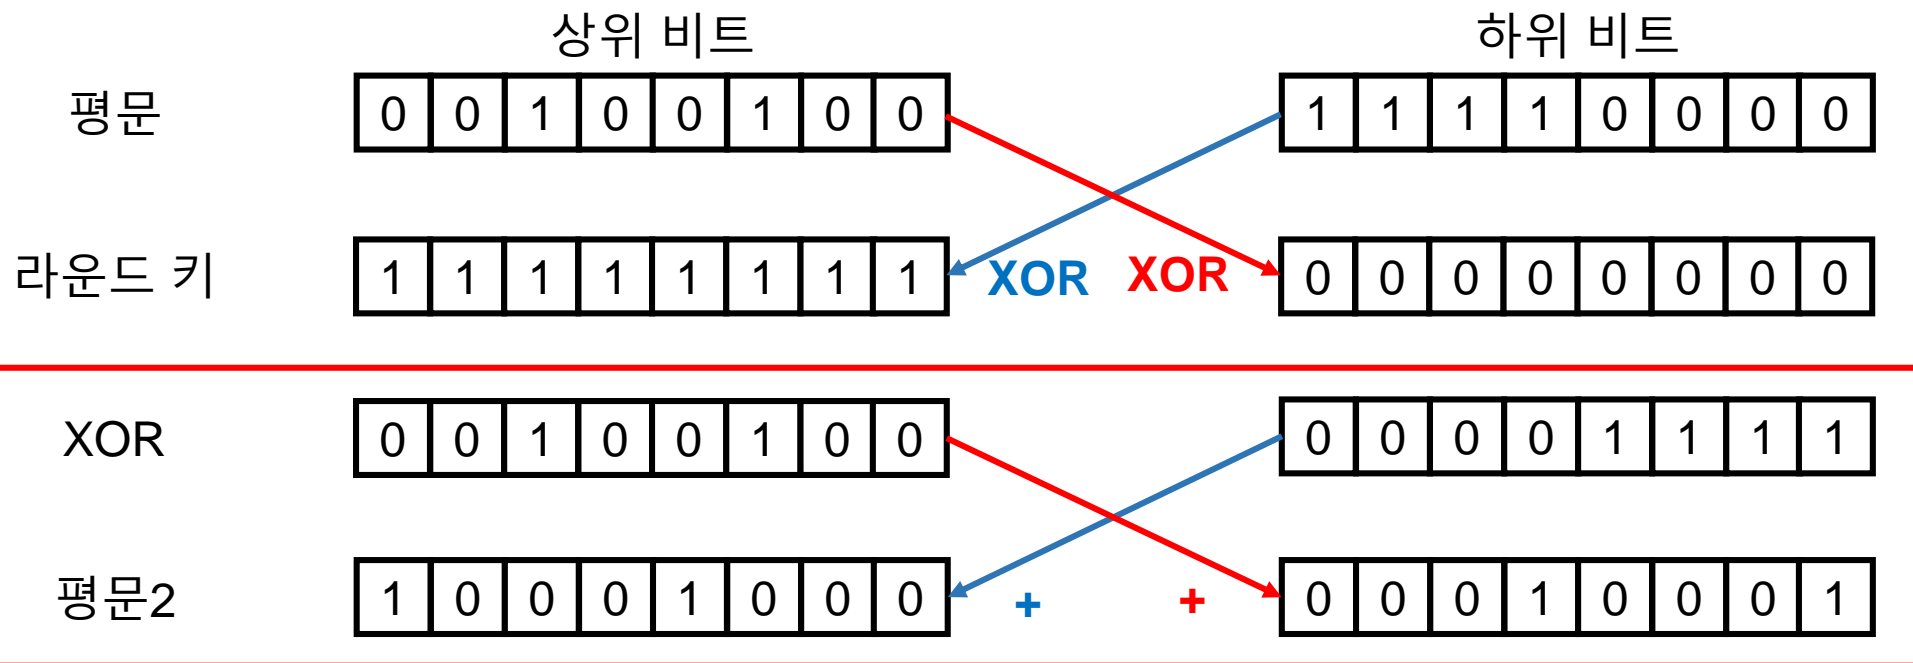 상위 비트 하위 비트
평문 0 0 1 0 0 1 0 0 1 1 1 1 0 0 0 0
라운드 키 1 1 1 1 1 1 1 1 XOR XOR 0 0 0 0 0 0 0 0
XOR 0 0 1 0 0 1 0 0 0 0 0 0 1 1 1 1
평문2 1 0 0 0 1 0 0 0 + + 0 0 0 1 0 0 0 1